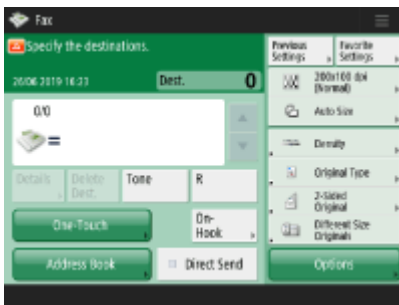 Fax
Specify the destinations.
26/06 2019 16:23
Dest. 0
0/0
=
Details
Delete Dest.
Tone
R
One-Touch
On-Hook
Address Book
Direct Send
Previous Settings
Favorite Settings
200x100 dpi (Normal)
Auto Size
Density
Original Type
2-Sided Original
Different Size Originals
Options